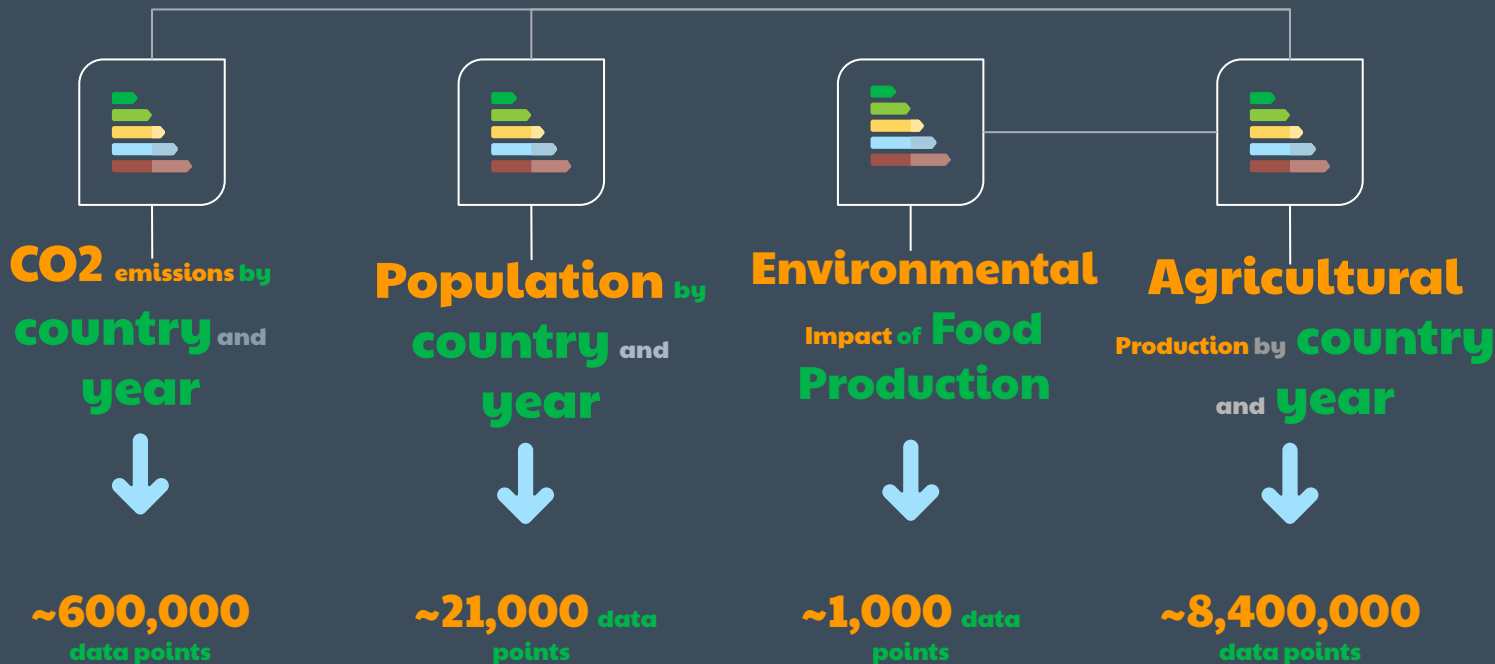 CO2 emissions by
country and
year
~600,000
data points
Population by
country and
year
~21,000 data
points
Environmental
Impact of Food
Production
~1,000 data
points
Agricultural
Production by country
and year
~8,400,000
data points